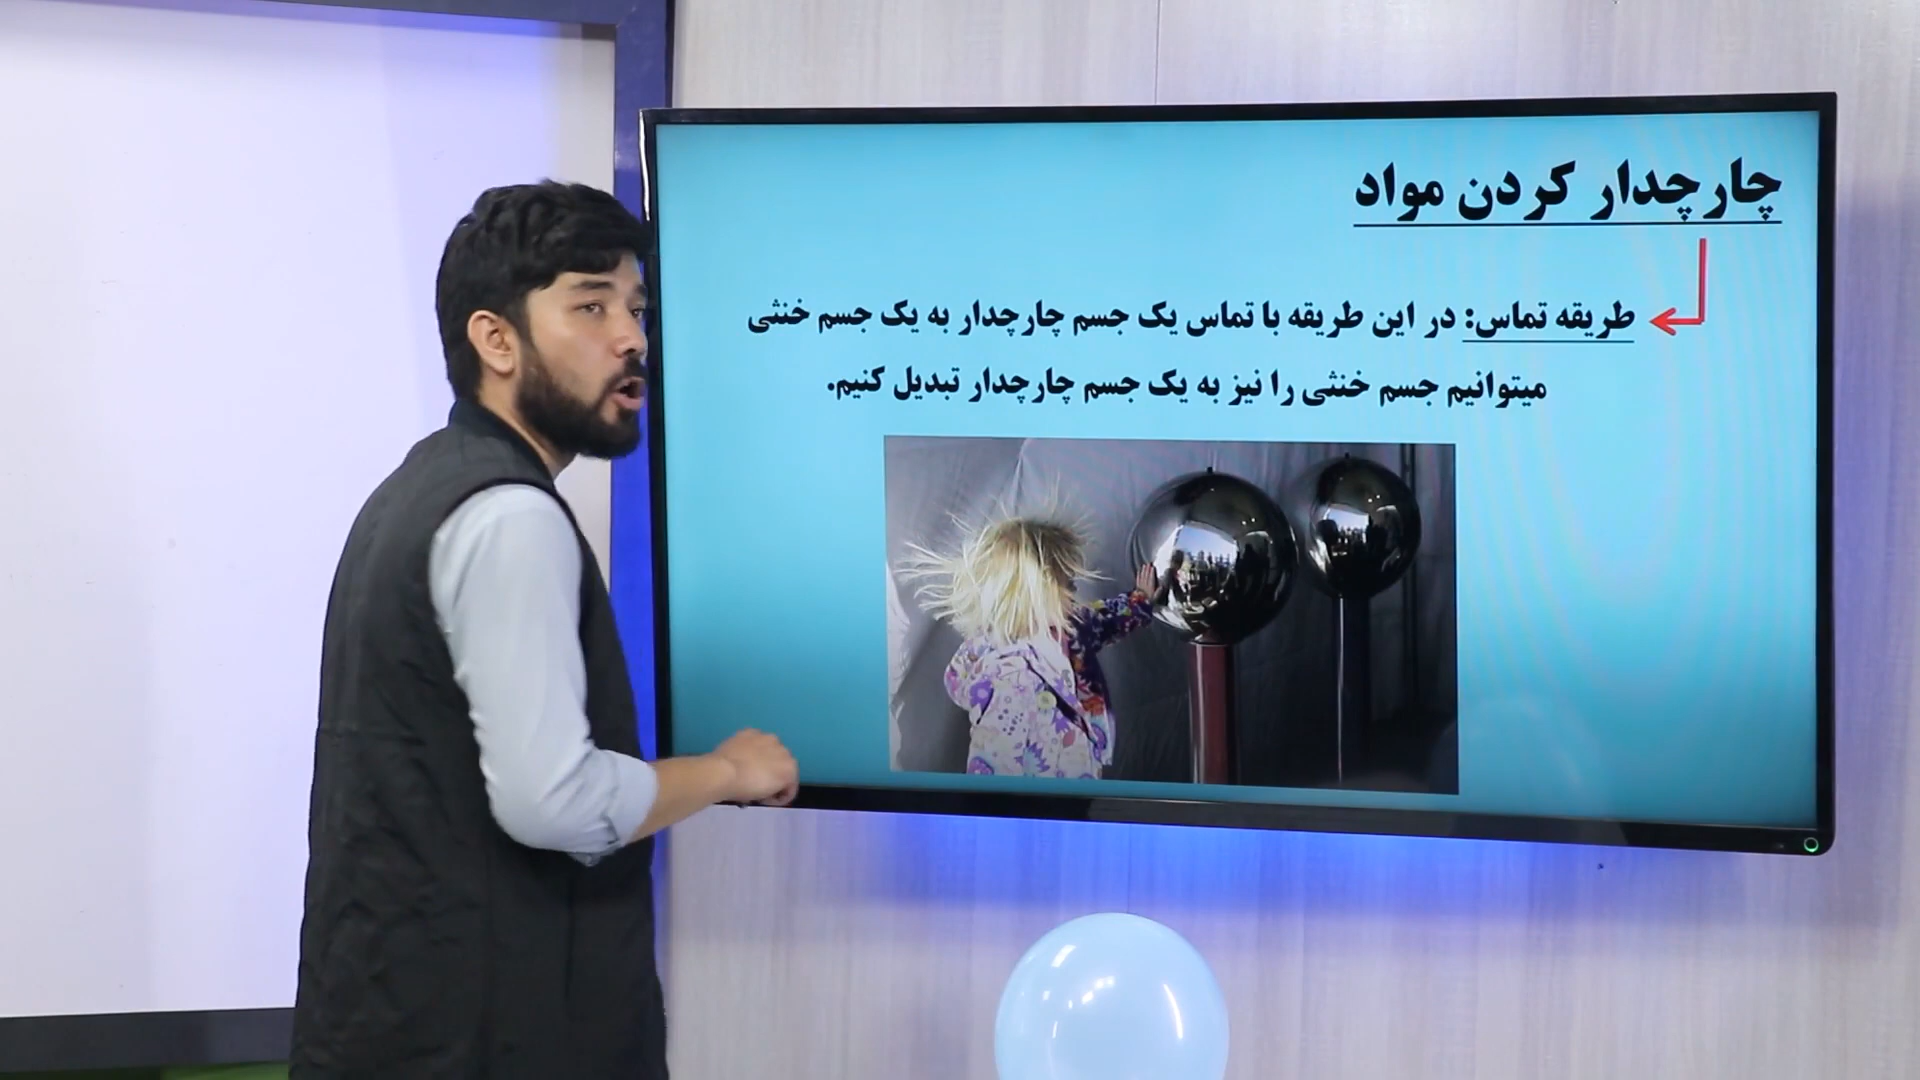 چارچدار کردن مواد
طریقه تماس: در این طریقه با تماس یک جسم چارچدار به یک جسم خنثی
میتوانیم جسم خنثی را نیز به یک جسم چارچدار تبدیل کنیم.